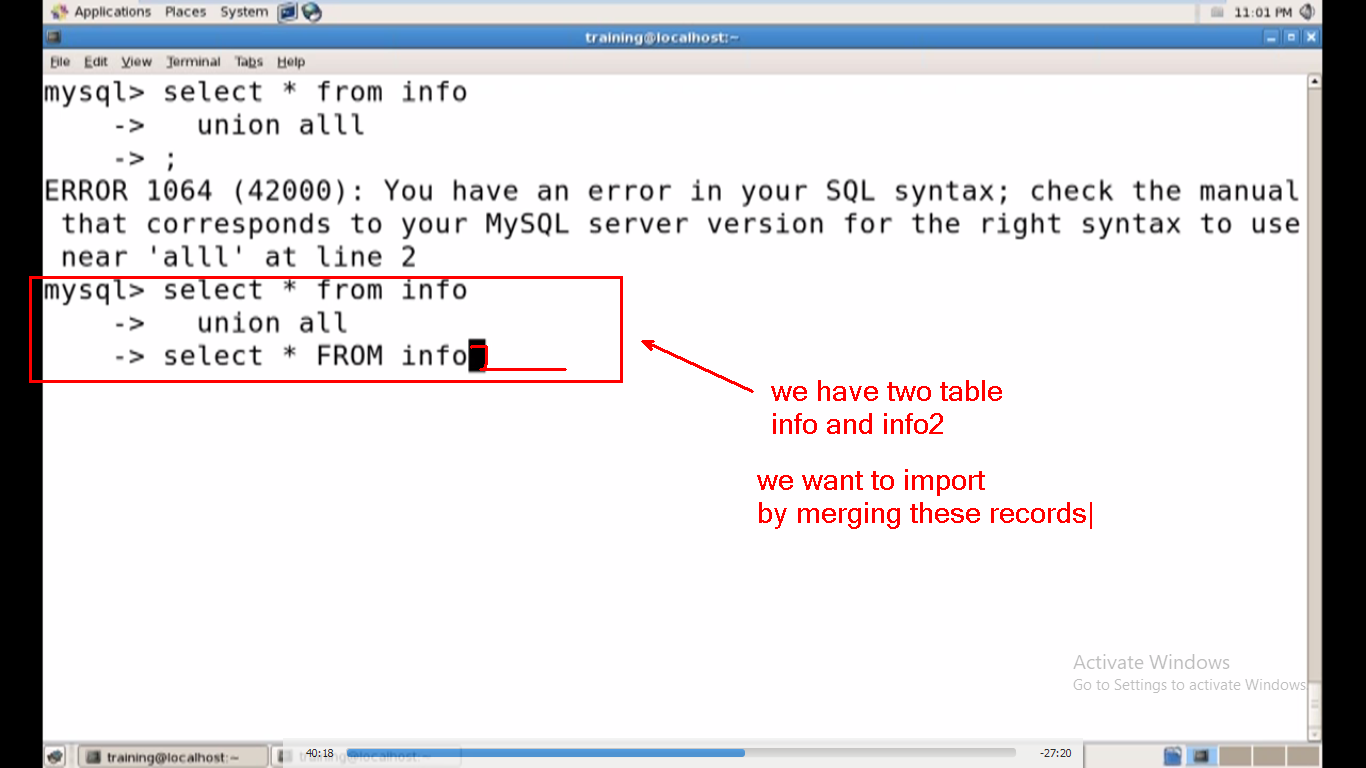 Applications Places System 11:01 PM
training@localhost:~
File Edit View Terminal Tabs Help
mysql> select * from info
-> union alll
-> ;
ERROR 1064 (42000): You have an error in your SQL syntax; check the manual
that corresponds to your MySQL server version for the right syntax to use
near 'alll' at line 2
mysql> select * from info
-> union all
-> select * FROM info
we have two table
info and info2
we want to import
by merging these records
Activate Windows
Go to Settings to activate Windows.
training@localhost:~ 40:18 training@localhost:~ -27:20